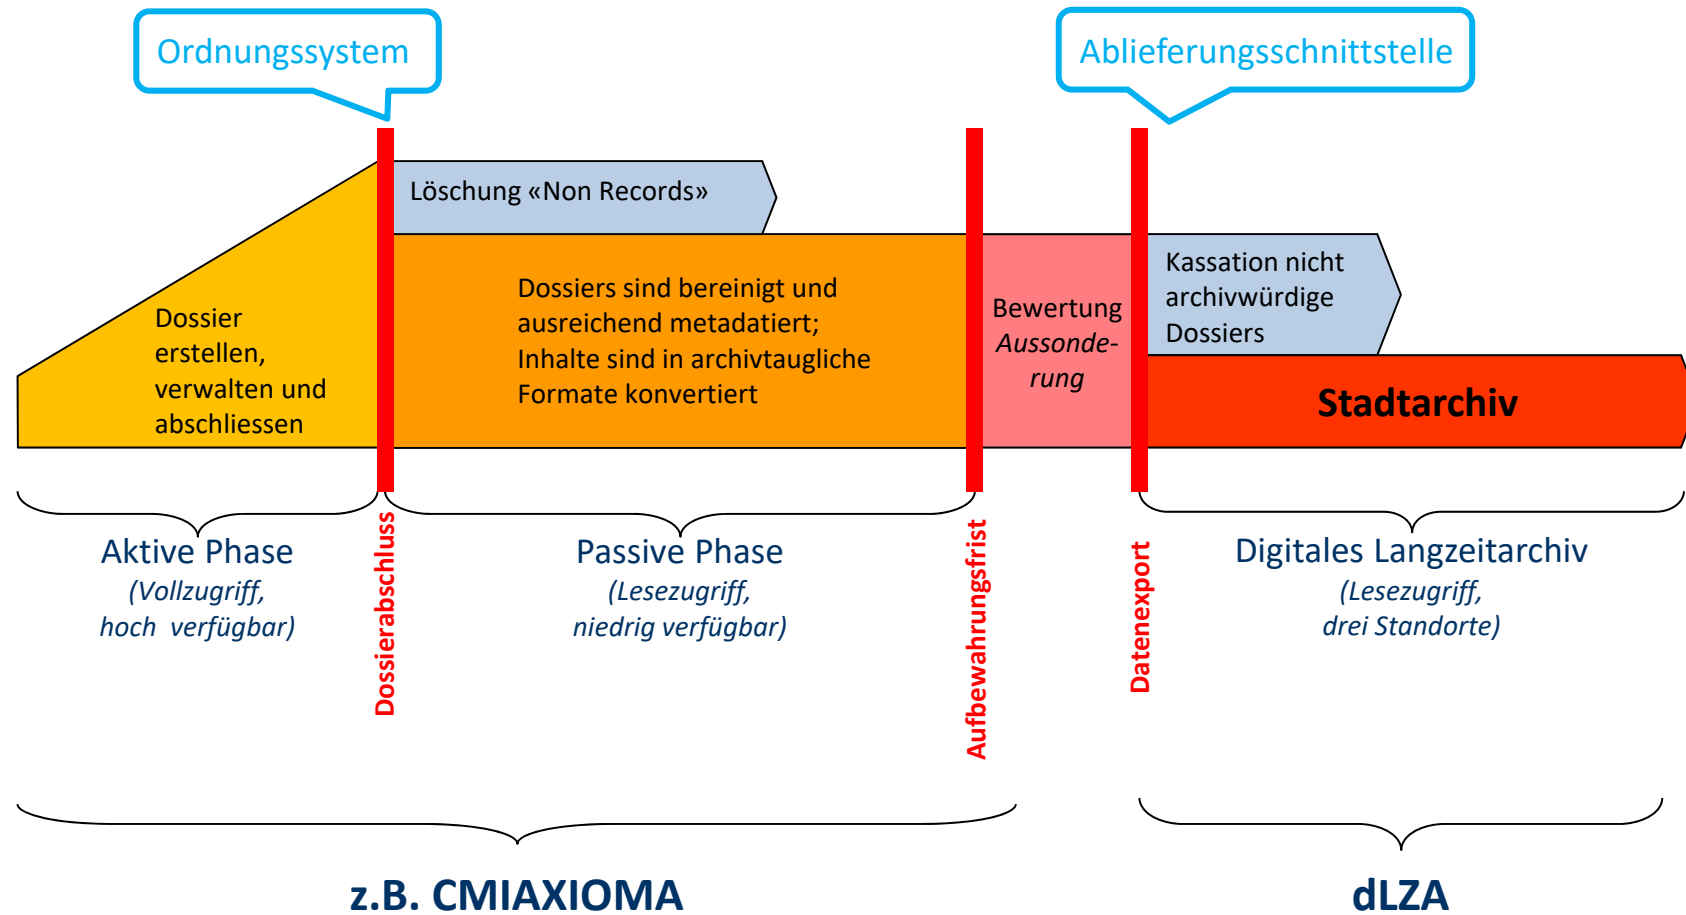 Ordnungssystem
Ablieferungsschnittstelle
Löschung «Non Records»
Dossier
erstellen,
verwalten und
abschliessen
Dossiers sind bereinigt und
ausreichend metadatiert;
Inhalte sind in archivtaugliche
Formate konvertiert
Bewertung
Aussonde-
rung
Kassation nicht
archivwürdige
Dossiers
Stadtarchiv
Aktive Phase
(Vollzugriff,
hoch  verfügbar)
Dossierabschluss
Passive Phase
(Lesezugriff,
niedrig verfügbar)
Aufbewahrungsfrist
Datenexport
Digitales Langzeitarchiv
(Lesezugriff,
drei Standorte)
z.B. CMIAXIOMA
dLZA